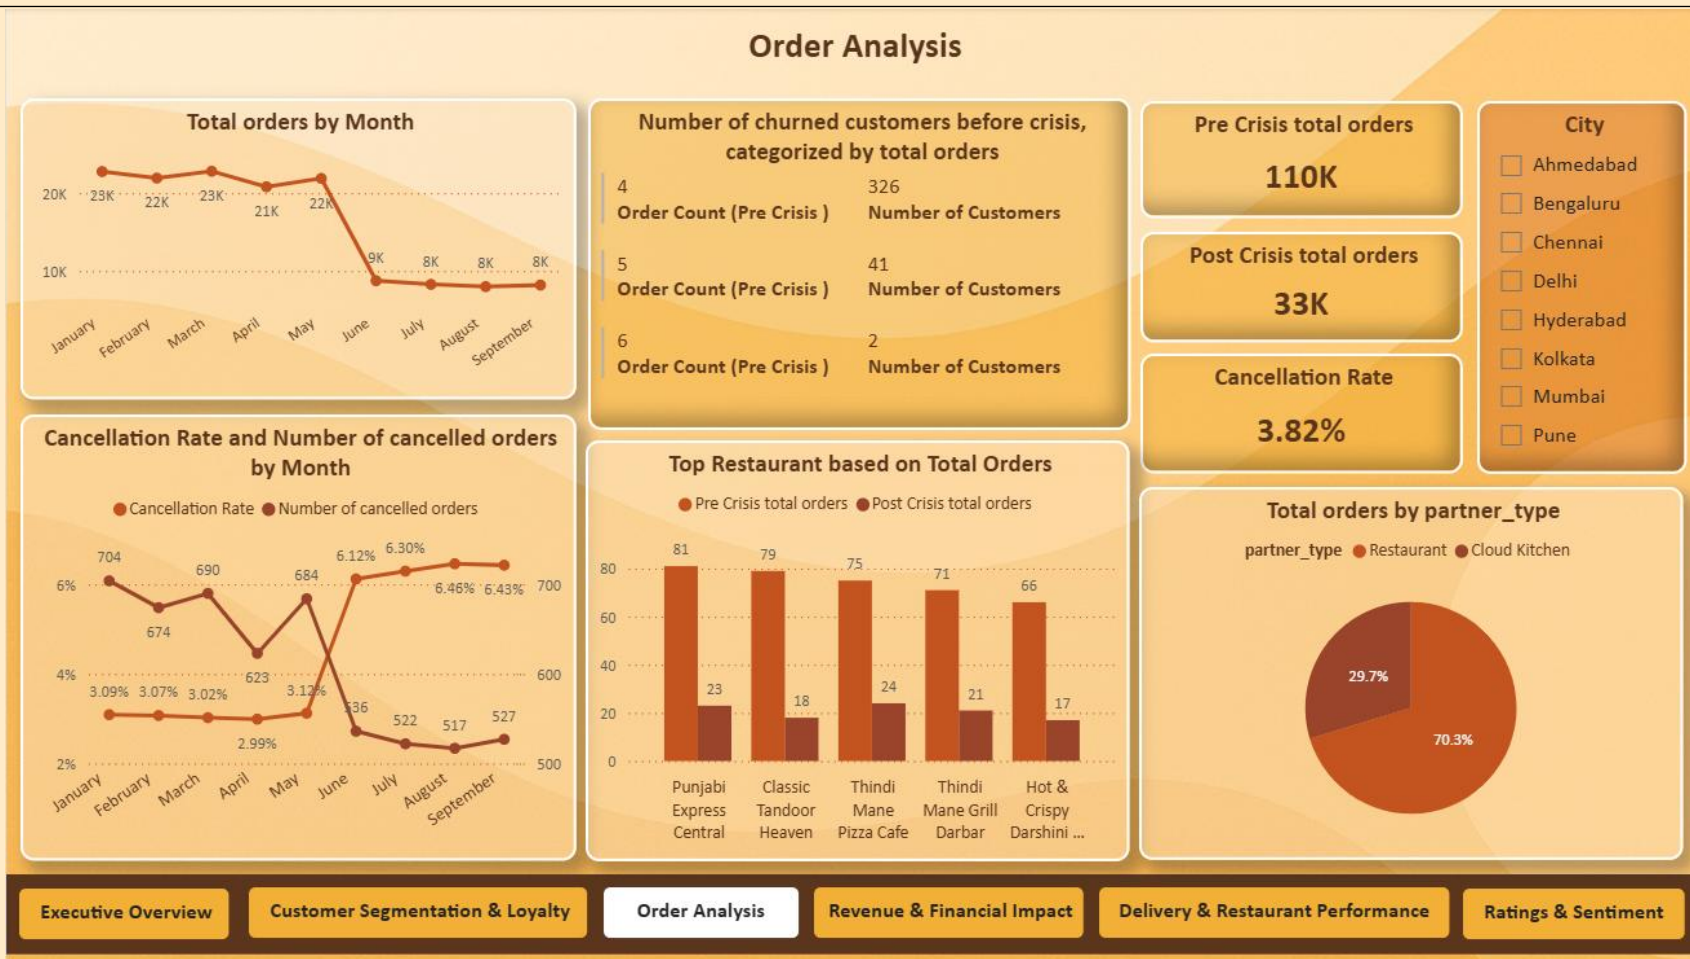 Order Analysis
Total orders by Month
20K
10K
23K
22K
23K
21K
22K
9K
8K
8K
8K
January
February
March
April
May
June
July
August
September
Number of churned customers before crisis,
categorized by total orders
4
326
Order Count (Pre Crisis )
Number of Customers
5
41
Order Count (Pre Crisis )
Number of Customers
6
2
Order Count (Pre Crisis )
Number of Customers
Pre Crisis total orders
110K
Post Crisis total orders
33K
Cancellation Rate
3.82%
City
Ahmedabad
Bengaluru
Chennai
Delhi
Hyderabad
Kolkata
Mumbai
Pune
Cancellation Rate and Number of cancelled orders
by Month
Cancellation Rate
Number of cancelled orders
6%
4%
2%
700
600
500
704
674
690
623
684
536
522
517
527
3.09%
3.07%
3.02%
2.99%
3.12%
6.12%
6.30%
6.46%
6.43%
January
February
March
April
May
June
July
August
September
Top Restaurant based on Total Orders
Pre Crisis total orders
Post Crisis total orders
80
60
40
20
0
81
23
79
18
75
24
71
21
66
17
Punjabi
Express
Central
Classic
Tandoor
Heaven
Thindi
Mane
Pizza Cafe
Thindi
Mane Grill
Darbar
Hot &
Crispy
Darshini ...
Total orders by partner_type
partner_type
Restaurant
Cloud Kitchen
29.7%
70.3%
Executive Overview
Customer Segmentation & Loyalty
Order Analysis
Revenue & Financial Impact
Delivery & Restaurant Performance
Ratings & Sentiment